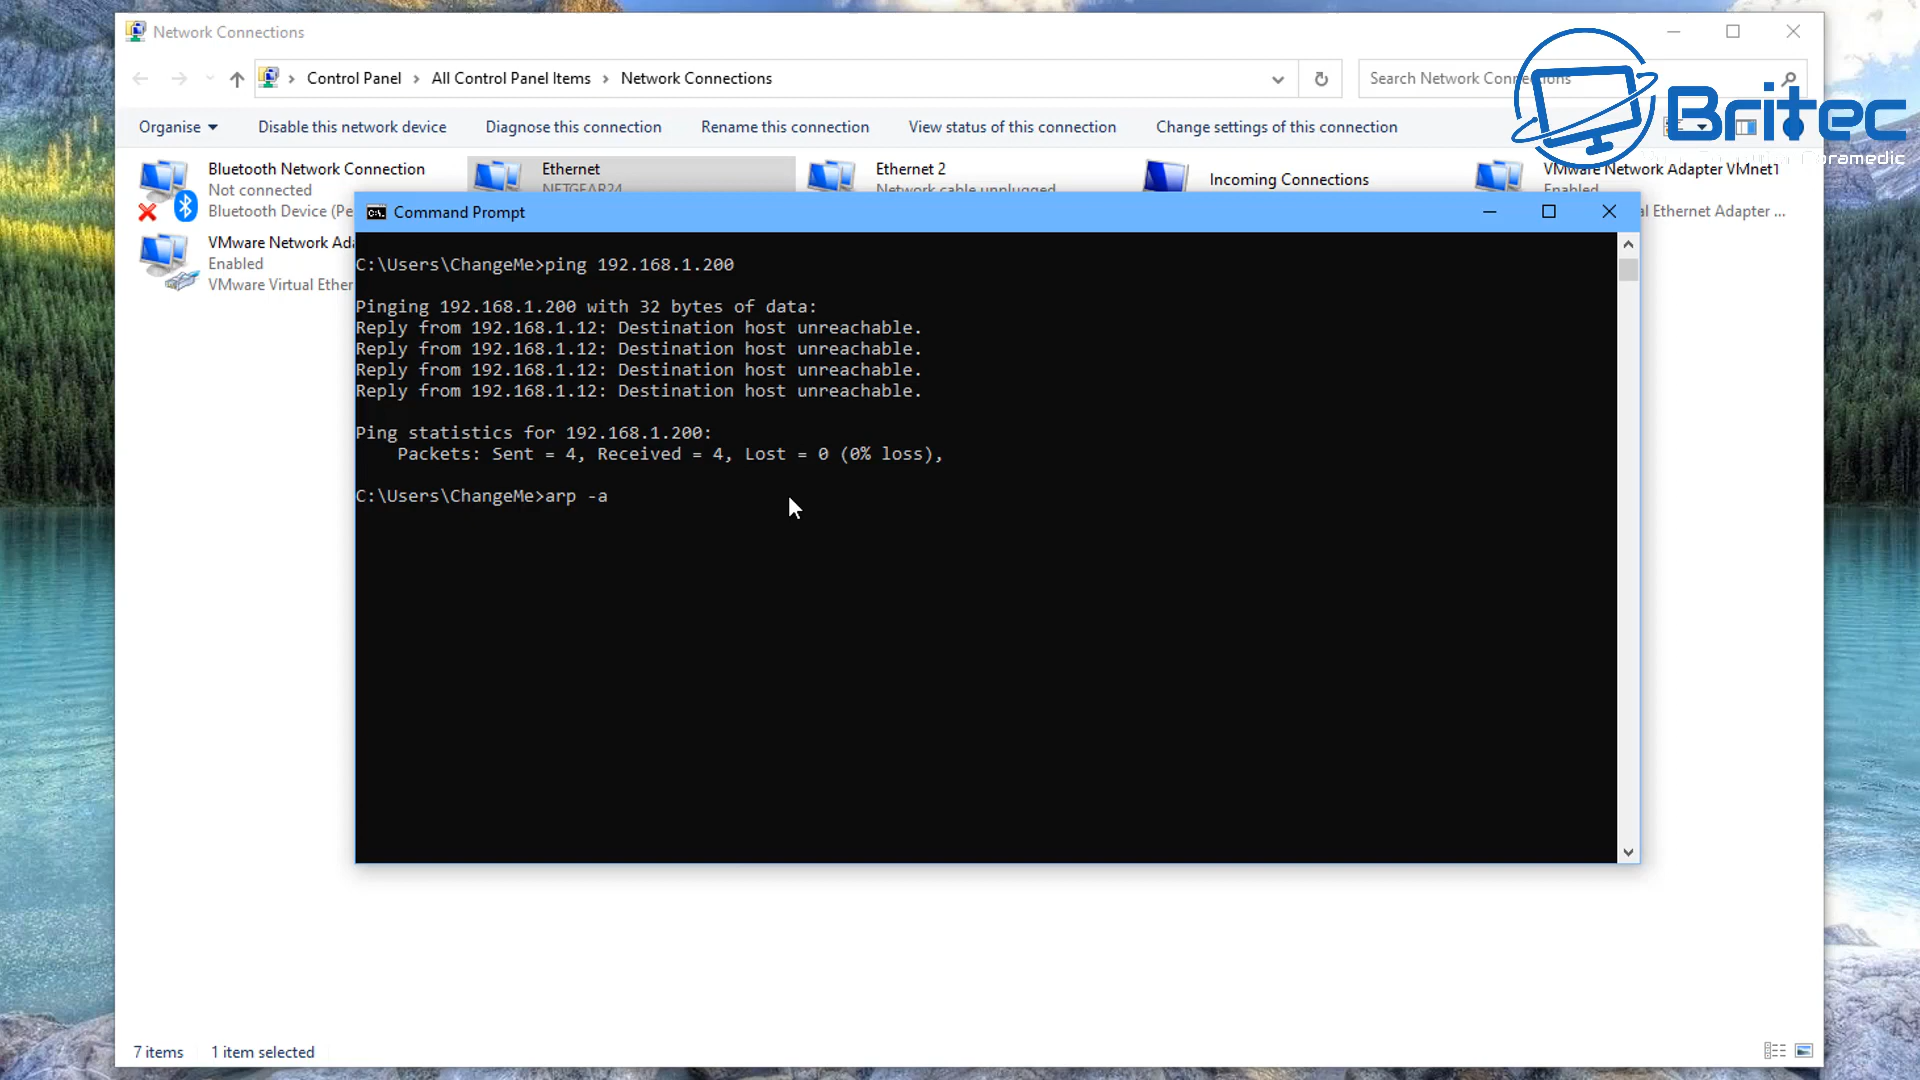 Network Connections
Control Panel > All Control Panel Items > Network Connections
Search Network Connections
Britec
Organise
Disable this network device
Diagnose this connection
Rename this connection
View status of this connection
Change settings of this connection
Bluetooth Network Connection
Not connected
Bluetooth Device (Pe
Ethernet
NETGEAR24
Ethernet 2
Network cable unplugged
Incoming Connections
VMware Network Adapter VMnet1
Enabled
al Ethernet Adapter ...
VMware Network Ada
Enabled
VMware Virtual Ether
Command Prompt
C:\Users\ChangeMe>ping 192.168.1.200
Pinging 192.168.1.200 with 32 bytes of data:
Reply from 192.168.1.12: Destination host unreachable.
Reply from 192.168.1.12: Destination host unreachable.
Reply from 192.168.1.12: Destination host unreachable.
Reply from 192.168.1.12: Destination host unreachable.
Ping statistics for 192.168.1.200:
Packets: Sent = 4, Received = 4, Lost = 0 (0% loss),
C:\Users\ChangeMe>arp -a
7 items
1 item selected